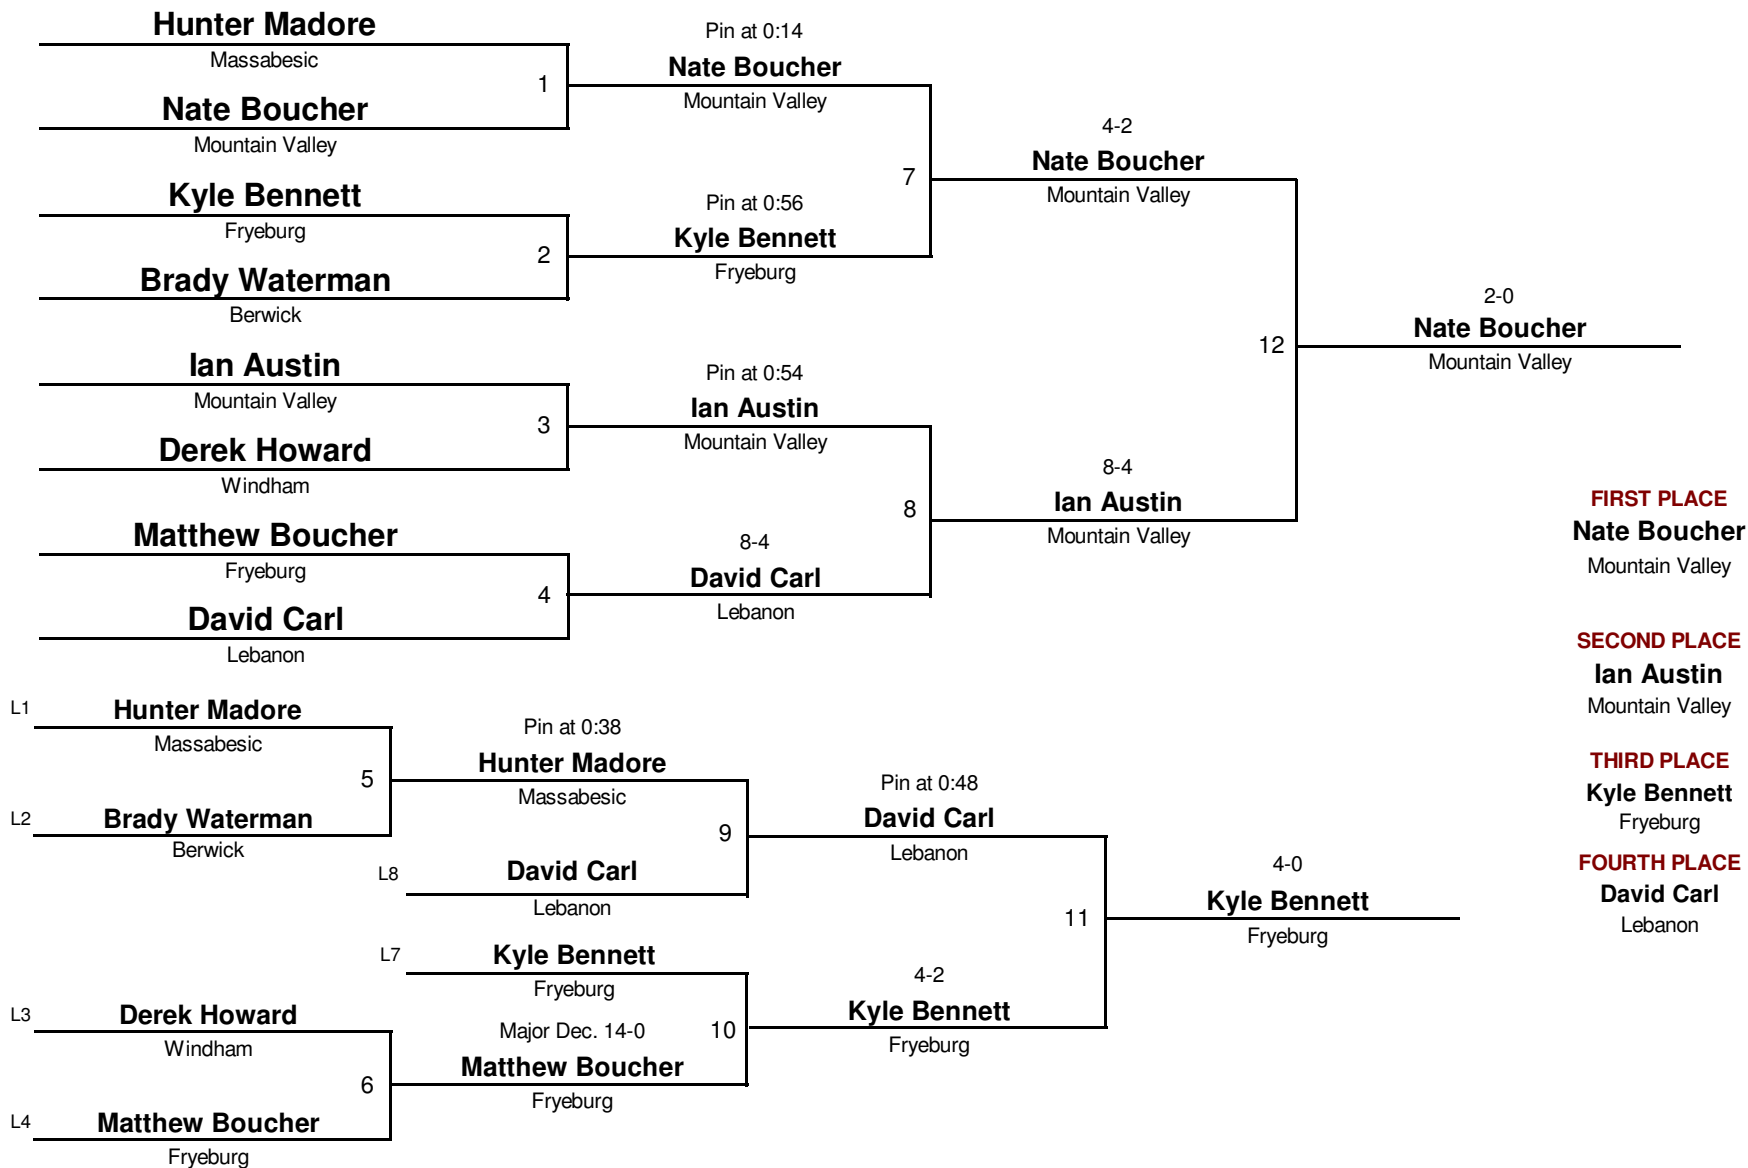 Hunter Madore
Massabesic
1
Nate Boucher
Mountain Valley
Kyle Bennett
Fryeburg
2
Brady Waterman
Berwick
Ian Austin
Mountain Valley
3
Derek Howard
Windham
Matthew Boucher
Fryeburg
4
David Carl
Lebanon
Pin at 0:14
Nate Boucher
Mountain Valley
7
Pin at 0:56
Kyle Bennett
Fryeburg
Pin at 0:54
Ian Austin
Mountain Valley
8
8-4
David Carl
Lebanon
4-2
Nate Boucher
Mountain Valley
12
8-4
Ian Austin
Mountain Valley
2-0
Nate Boucher
Mountain Valley
FIRST PLACE
Nate Boucher
Mountain Valley
SECOND PLACE
Ian Austin
Mountain Valley
THIRD PLACE
Kyle Bennett
Fryeburg
FOURTH PLACE
David Carl
Lebanon
L1 Hunter Madore
Massabesic
5
L2 Brady Waterman
Berwick
L3 Derek Howard
Windham
6
L4 Matthew Boucher
Fryeburg
Pin at 0:38
Hunter Madore
Massabesic
9
L8 David Carl
Lebanon
L7 Kyle Bennett
Fryeburg
Major Dec. 14-0
10
Matthew Boucher
Fryeburg
Pin at 0:48
David Carl
Lebanon
11
4-2
Kyle Bennett
Fryeburg
4-0
Kyle Bennett
Fryeburg